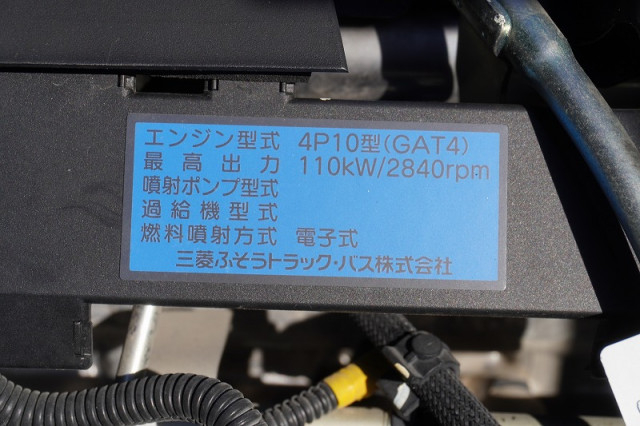 エンジン型式 4P10型(GAT4)
最高出力 110kW/2840rpm
噴射ポンプ型式
過給機型式
燃料噴射方式 電子式
三菱ふそうトラック・バス株式会社